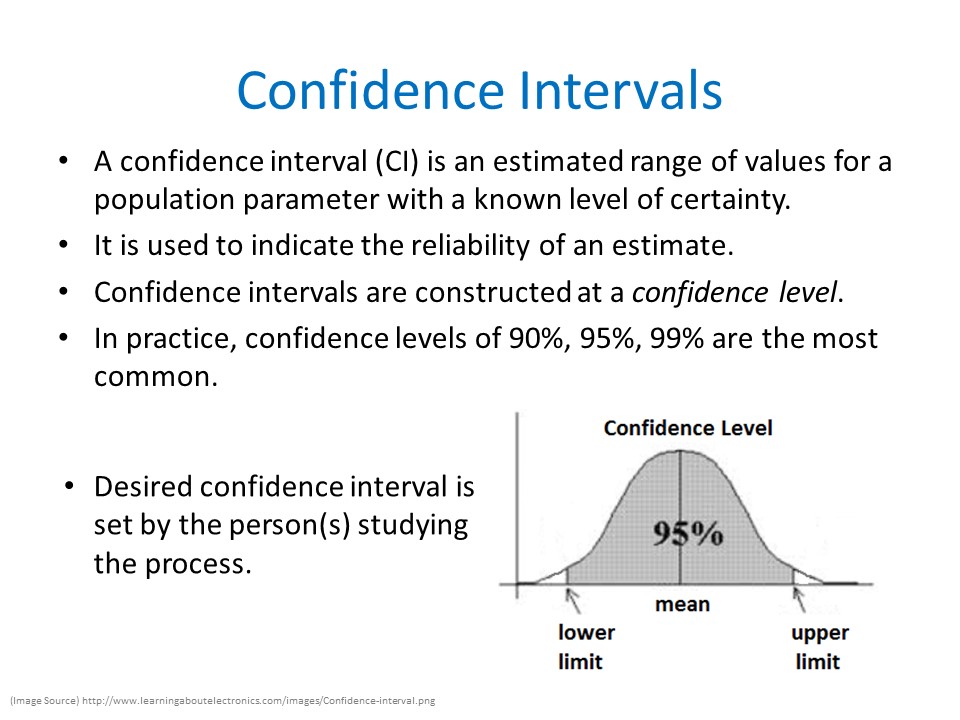 Confidence Intervals
• A confidence interval (CI) is an estimated range of values for a
population parameter with a known level of certainty.
• It is used to indicate the reliability of an estimate.
• Confidence intervals are constructed at a confidence level.
• In practice, confidence levels of 90%, 95%, 99% are the most
common.
• Desired confidence interval is
set by the person(s) studying
the process.
Confidence Level
95%
mean
lower
limit
upper
limit
(Image Source) http://www.learningaboutelectronics.com/images/Confidence-interval.png